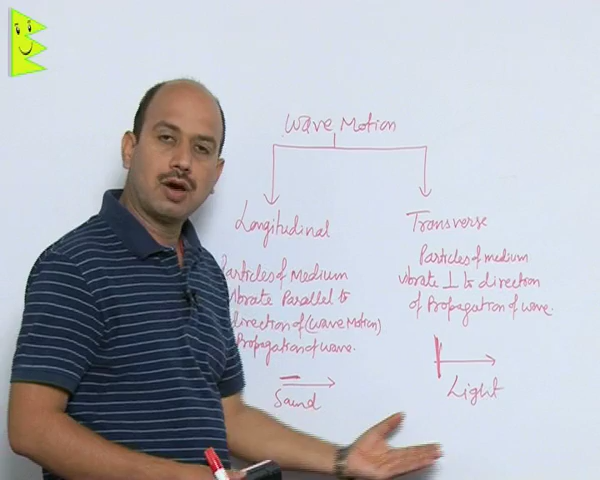 Wave Motion
Longitudinal
Particles of Medium
vibrate Parallel to
direction of (wave Motion)
Propagation of wave.
Sound
Transverse
Particles of medium
vibrate ⊥ to direction
of Propagation of wave.
Light